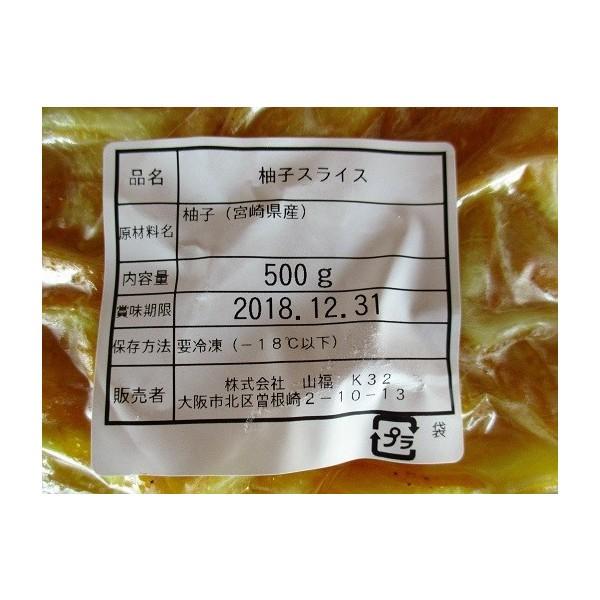 品名 柚子スライス
原材料名 柚子（宮崎県産）
内容量 500g
賞味期限 2018.12.31
保存方法 要冷凍（－18℃以下）
販売者 株式会社 山福 K32
大阪市北区曽根崎2－10－13
プラ 袋